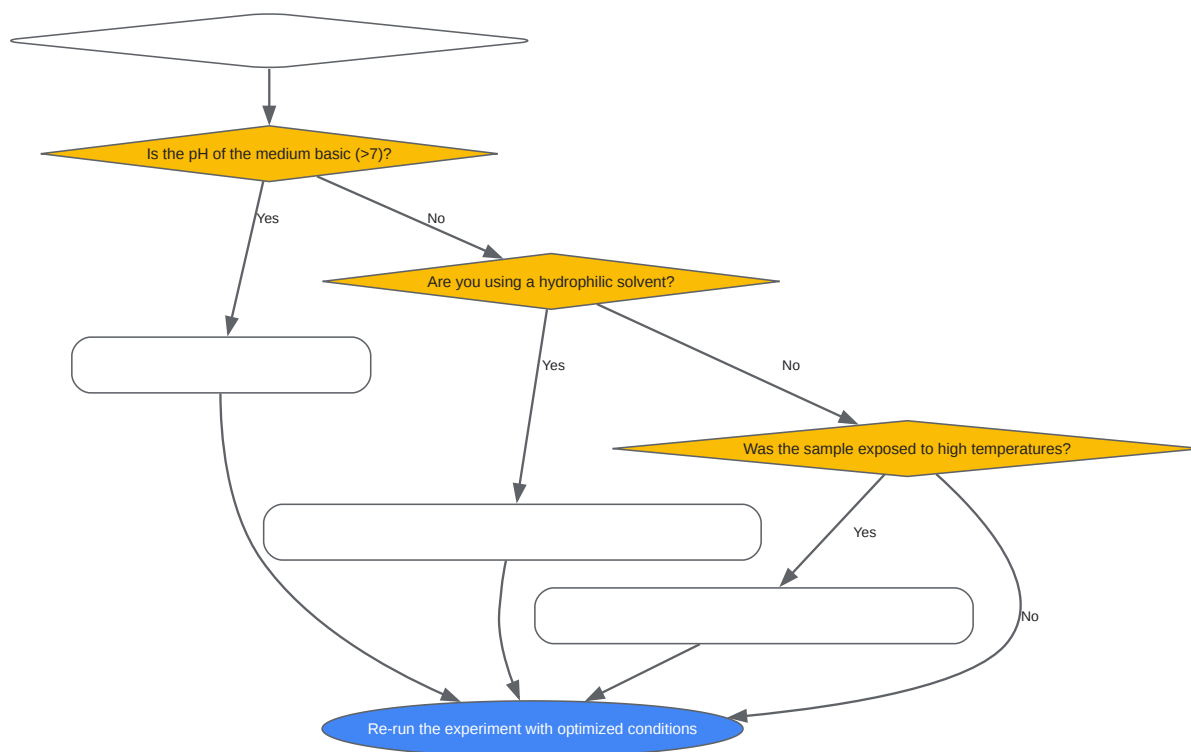 Is the pH of the medium basic (>7)?
Yes
No
Are you using a hydrophilic solvent?
Yes
No
Was the sample exposed to high temperatures?
Yes
No
Re-run the experiment with optimized conditions